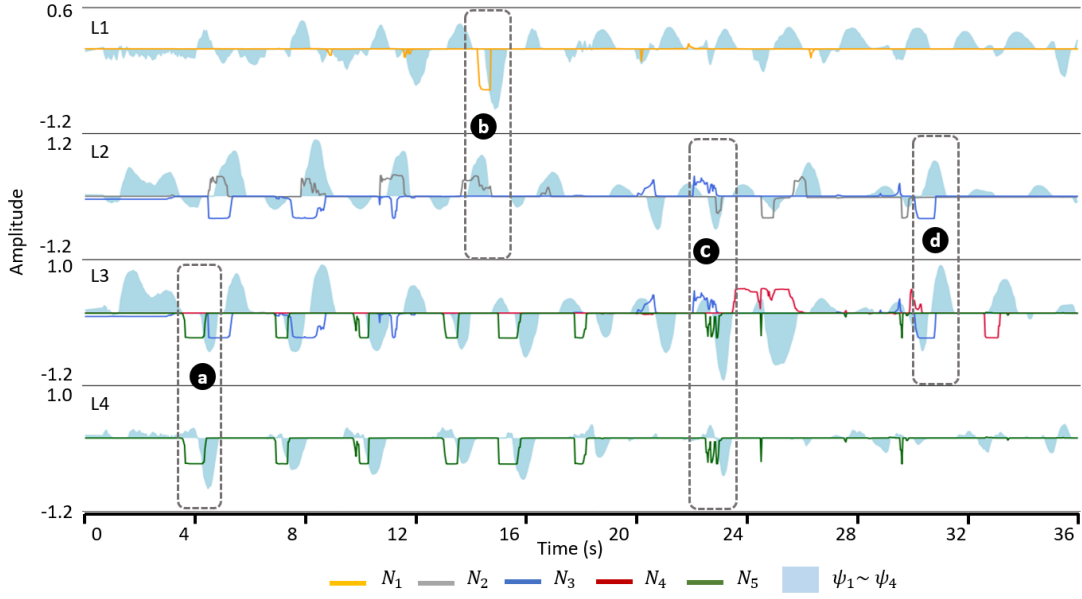 0.6
L1
b
-1.2
1.2
L2
c
d
-1.2
1.0
L3
a
-1.2
1.0
L4
-1.2
Amplitude
0 4 8 12 16 20 24 28 32 36
Time (s)
N₁ N₂ N₃ N₄ N₅ ψ₁~ ψ₄